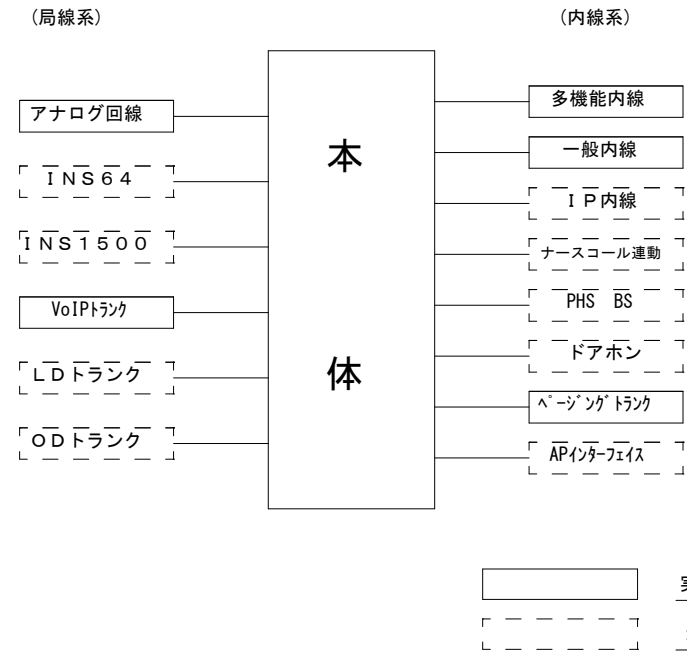 (局線系)
(内線系)
アナログ回線
INS64
INS1500
VoIPﾄﾗﾝｸ
LDトランク
ODトランク
本
体
多機能内線
一般内線
IP内線
ナースコール連動
PHS BS
ドアホン
ﾍﾟｰｼﾞﾝｸﾞﾄﾗﾝｸ
APｲﾝﾀｰﾌｪｲｽ